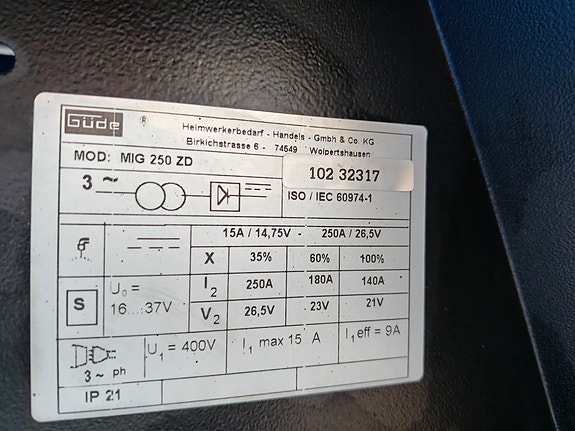 Güde ®
Heimwerkerbedarf - Handels - GmbH & Co. KG
Birkichstrasse 6 - 74549 Wolpertshausen
MOD: MIG 250 ZD
102 32317
3 ~
ISO / IEC 60974-1
15A / 14,75V - 250A / 26,5V
X 35% 60% 100%
S
U0 =
16....37V
I2 250A 180A 140A
V2 26,5V 23V 21V
3 ~ ph
U1 = 400V
I1 max 15 A
I1 eff = 9A
IP 21